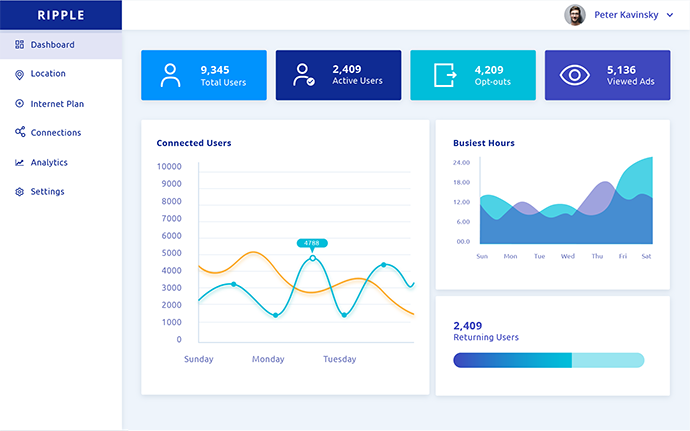 RIPPLE
Peter Kavinsky
Dashboard
Location
Internet Plan
Connections
Analytics
Settings
9,345
Total Users
2,409
Active Users
4,209
Opt-outs
5,136
Viewed Ads
Connected Users
10000
9000
8000
7000
6000
5000
4000
3000
2000
1000
0
4788
Sunday Monday Tuesday
Busiest Hours
24.00
18.00
12.00
6.00
00.0
Sun Mon Tue Wed Thu Fri Sat
2,409
Returning Users